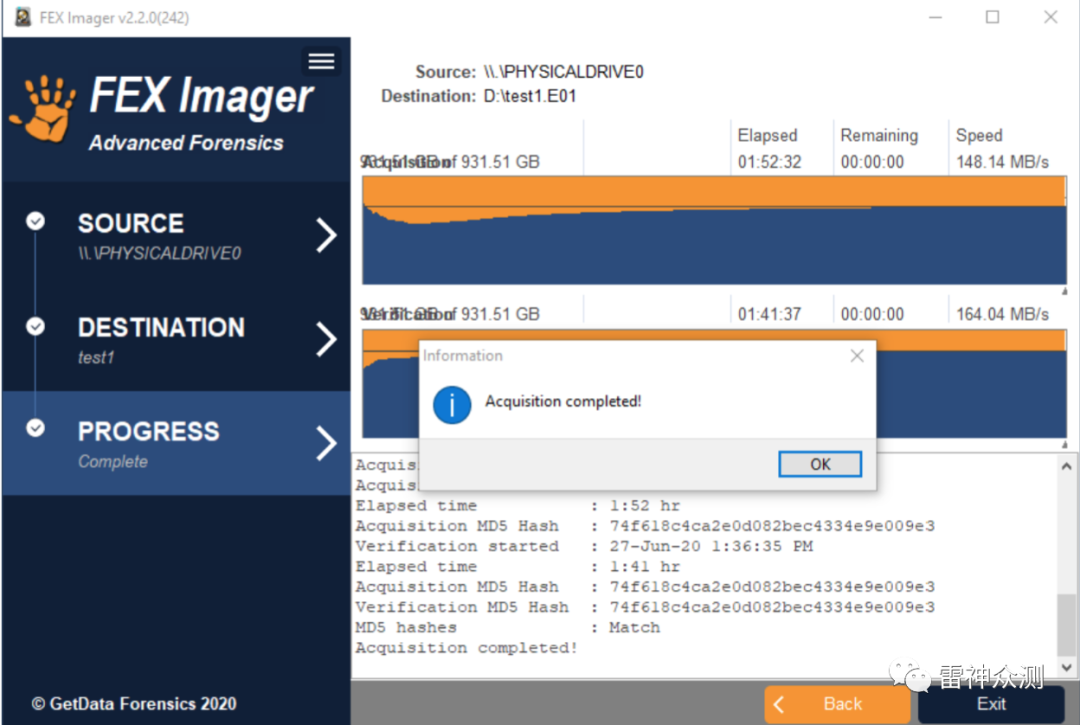 FEX Imager v2.2.0(242)
FEX Imager
Advanced Forensics
SOURCE
\\.\PHYSICALDRIVE0
DESTINATION
test1
PROGRESS
Complete
© GetData Forensics 2020
Source: \\.\PHYSICALDRIVE0
Destination: D:\test1.E01
Elapsed Remaining Speed
Acquisition 931.51 GB of 931.51 GB 01:52:32 00:00:00 148.14 MB/s
Verification 931.51 GB of 931.51 GB 01:41:37 00:00:00 164.04 MB/s
Information
Acquisition completed!
OK
Acquis
Acquis
Elapsed time : 1:52 hr
Acquisition MD5 Hash : 74f618c4ca2e0d082bec4334e9e009e3
Verification started : 27-Jun-20 1:36:35 PM
Elapsed time : 1:41 hr
Acquisition MD5 Hash : 74f618c4ca2e0d082bec4334e9e009e3
Verification MD5 Hash : 74f618c4ca2e0d082bec4334e9e009e3
MD5 hashes : Match
Acquisition completed!
雷神众测
Back
Exit